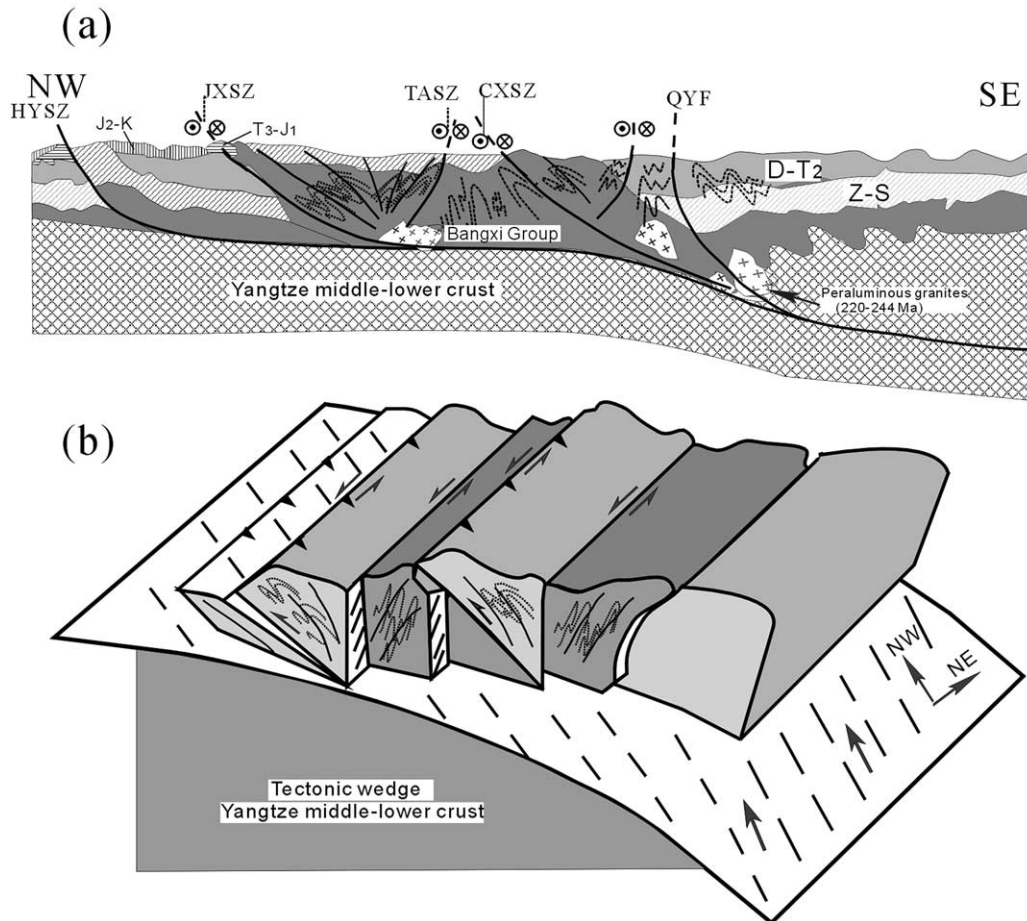 (a)
NW
SE
HYSZ
JXSZ
TASZ
CXSZ
QYF
J2-K
T3-J1
D-T2
Z-S
Bangxi Group
Yangtze middle-lower crust
Peraluminous granites
(220-244 Ma)
(b)
NW
NE
Tectonic wedge
Yangtze middle-lower crust